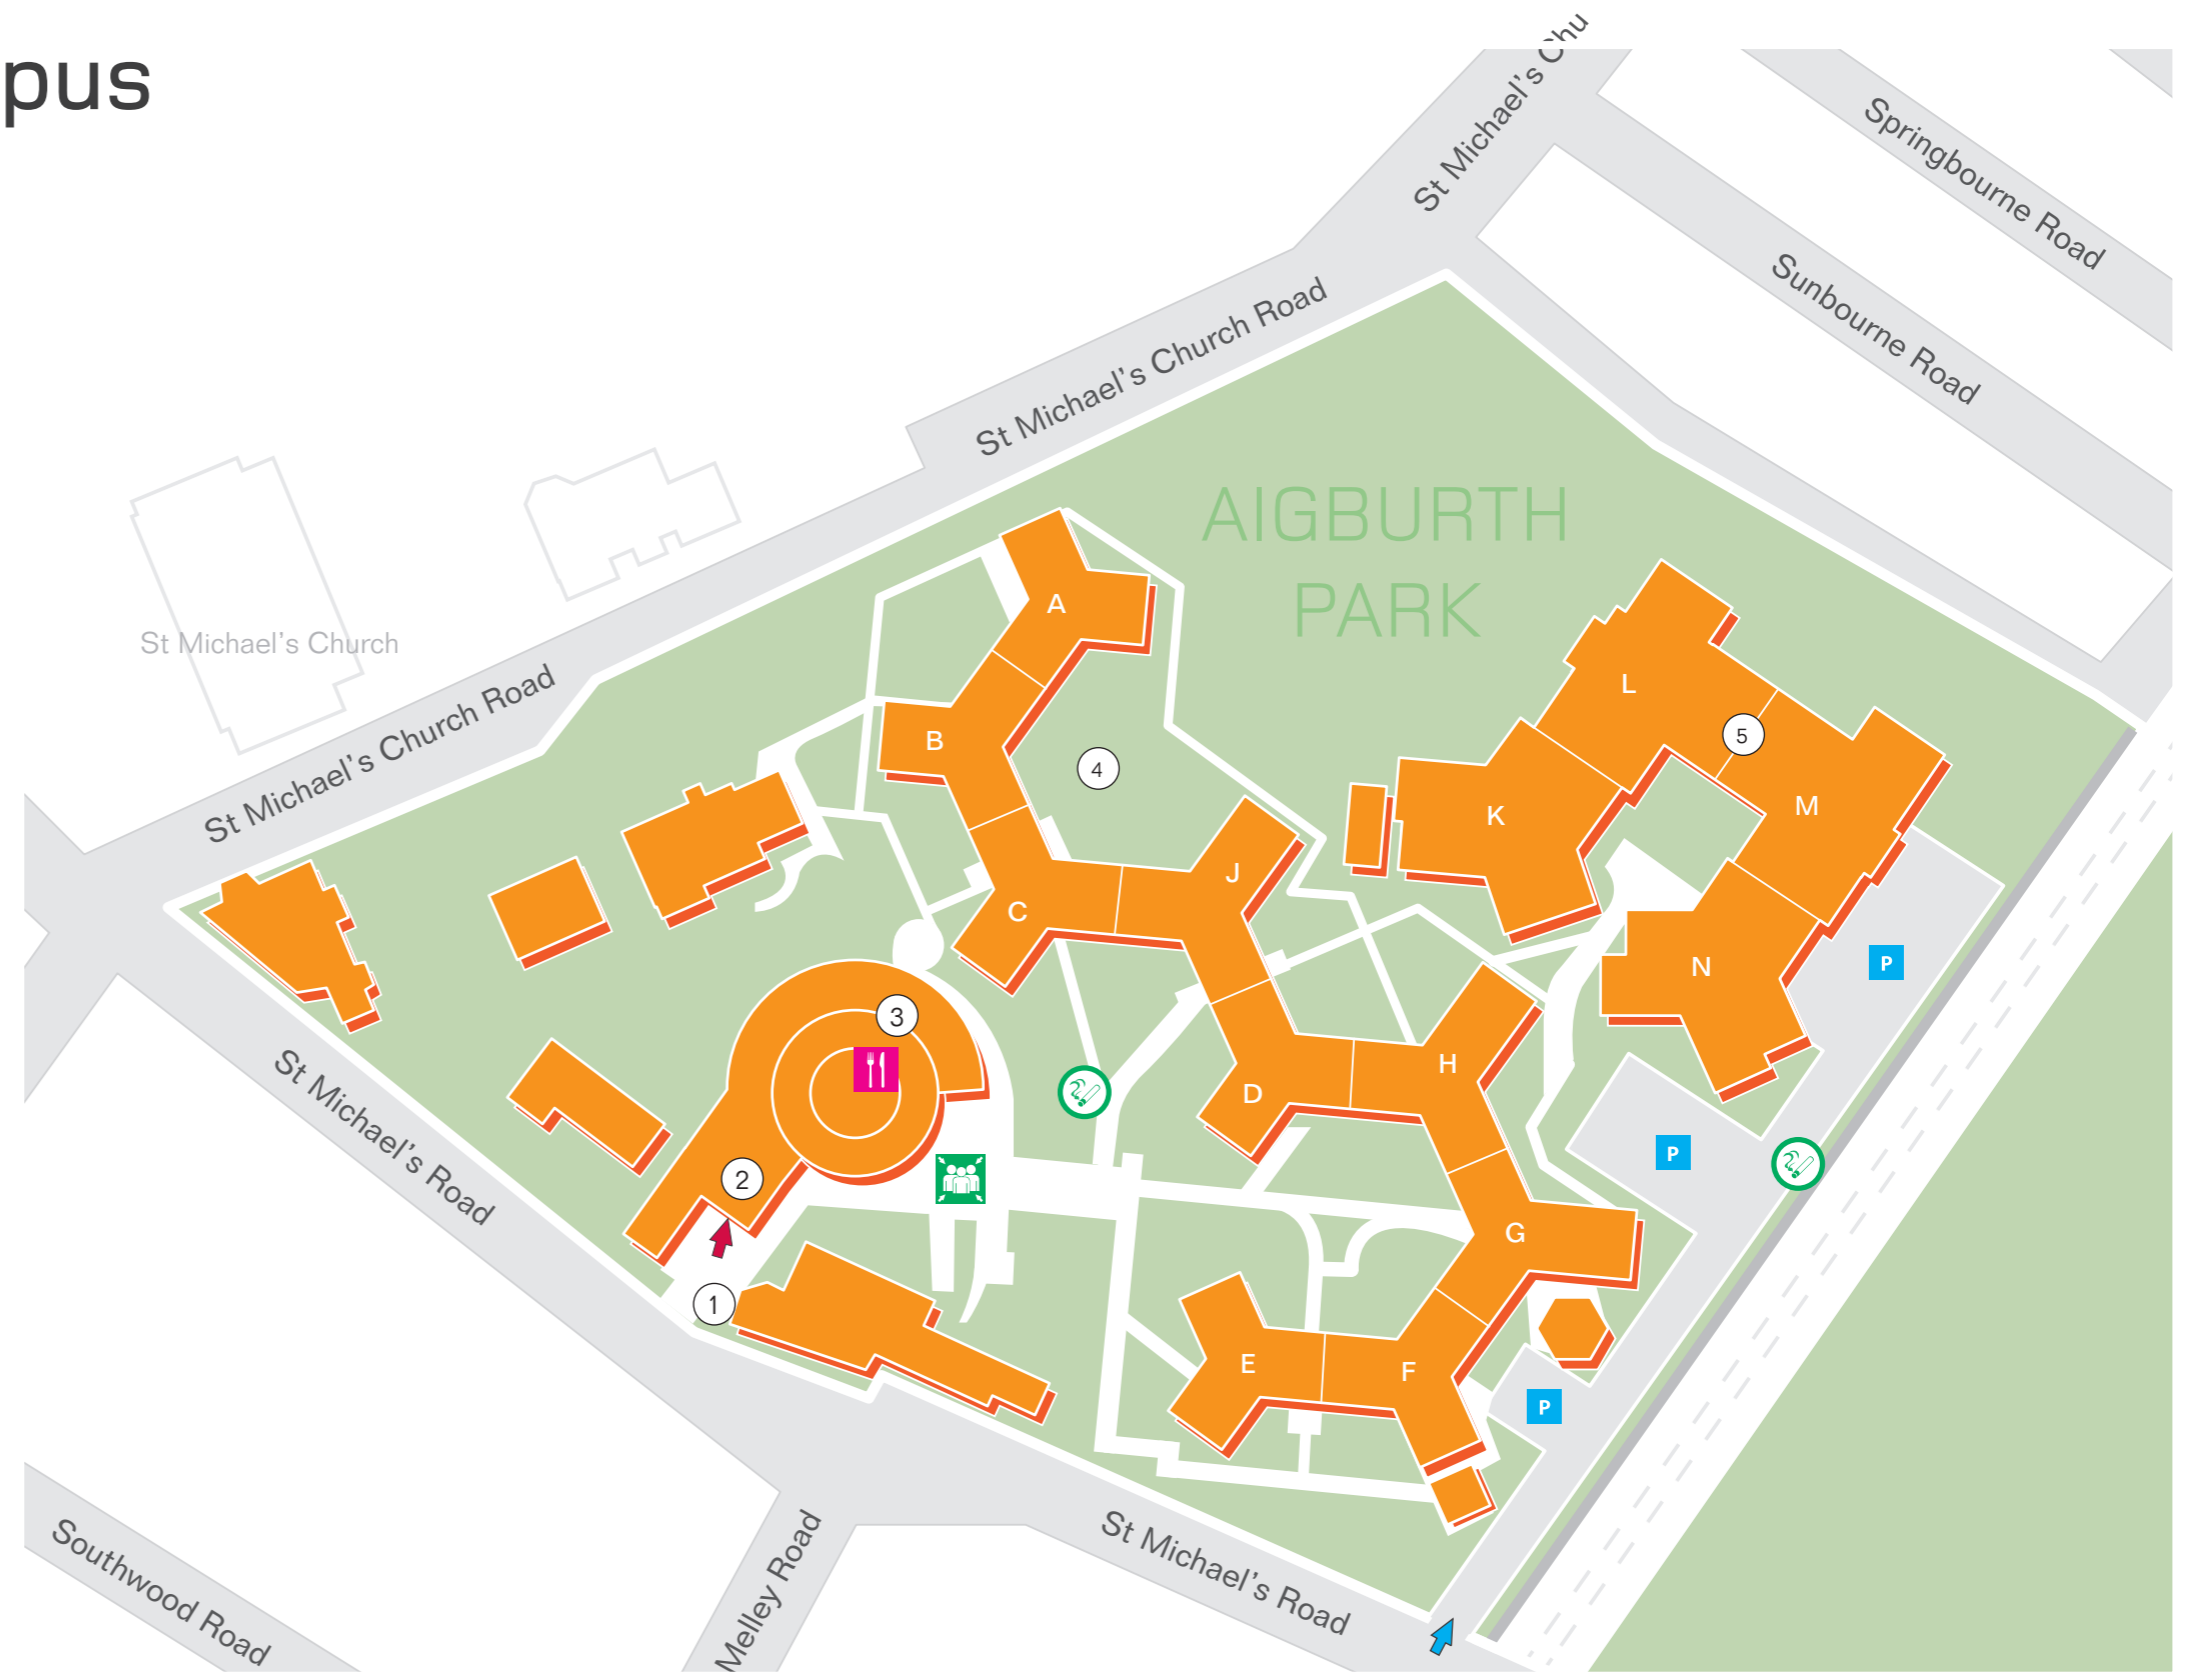 pus
St Michael's Chu
Springbourne Road
Sunbourne Road
St Michael's Church Road
AIGBURTH
PARK
St Michael's Church
St Michael's Church Road
A
B
4
L
5
M
K
J
C
N
P
3
H
D
2
P
St Michael's Road
G
1
E
F
P
St Michael's Road
Melley Road
Southwood Road